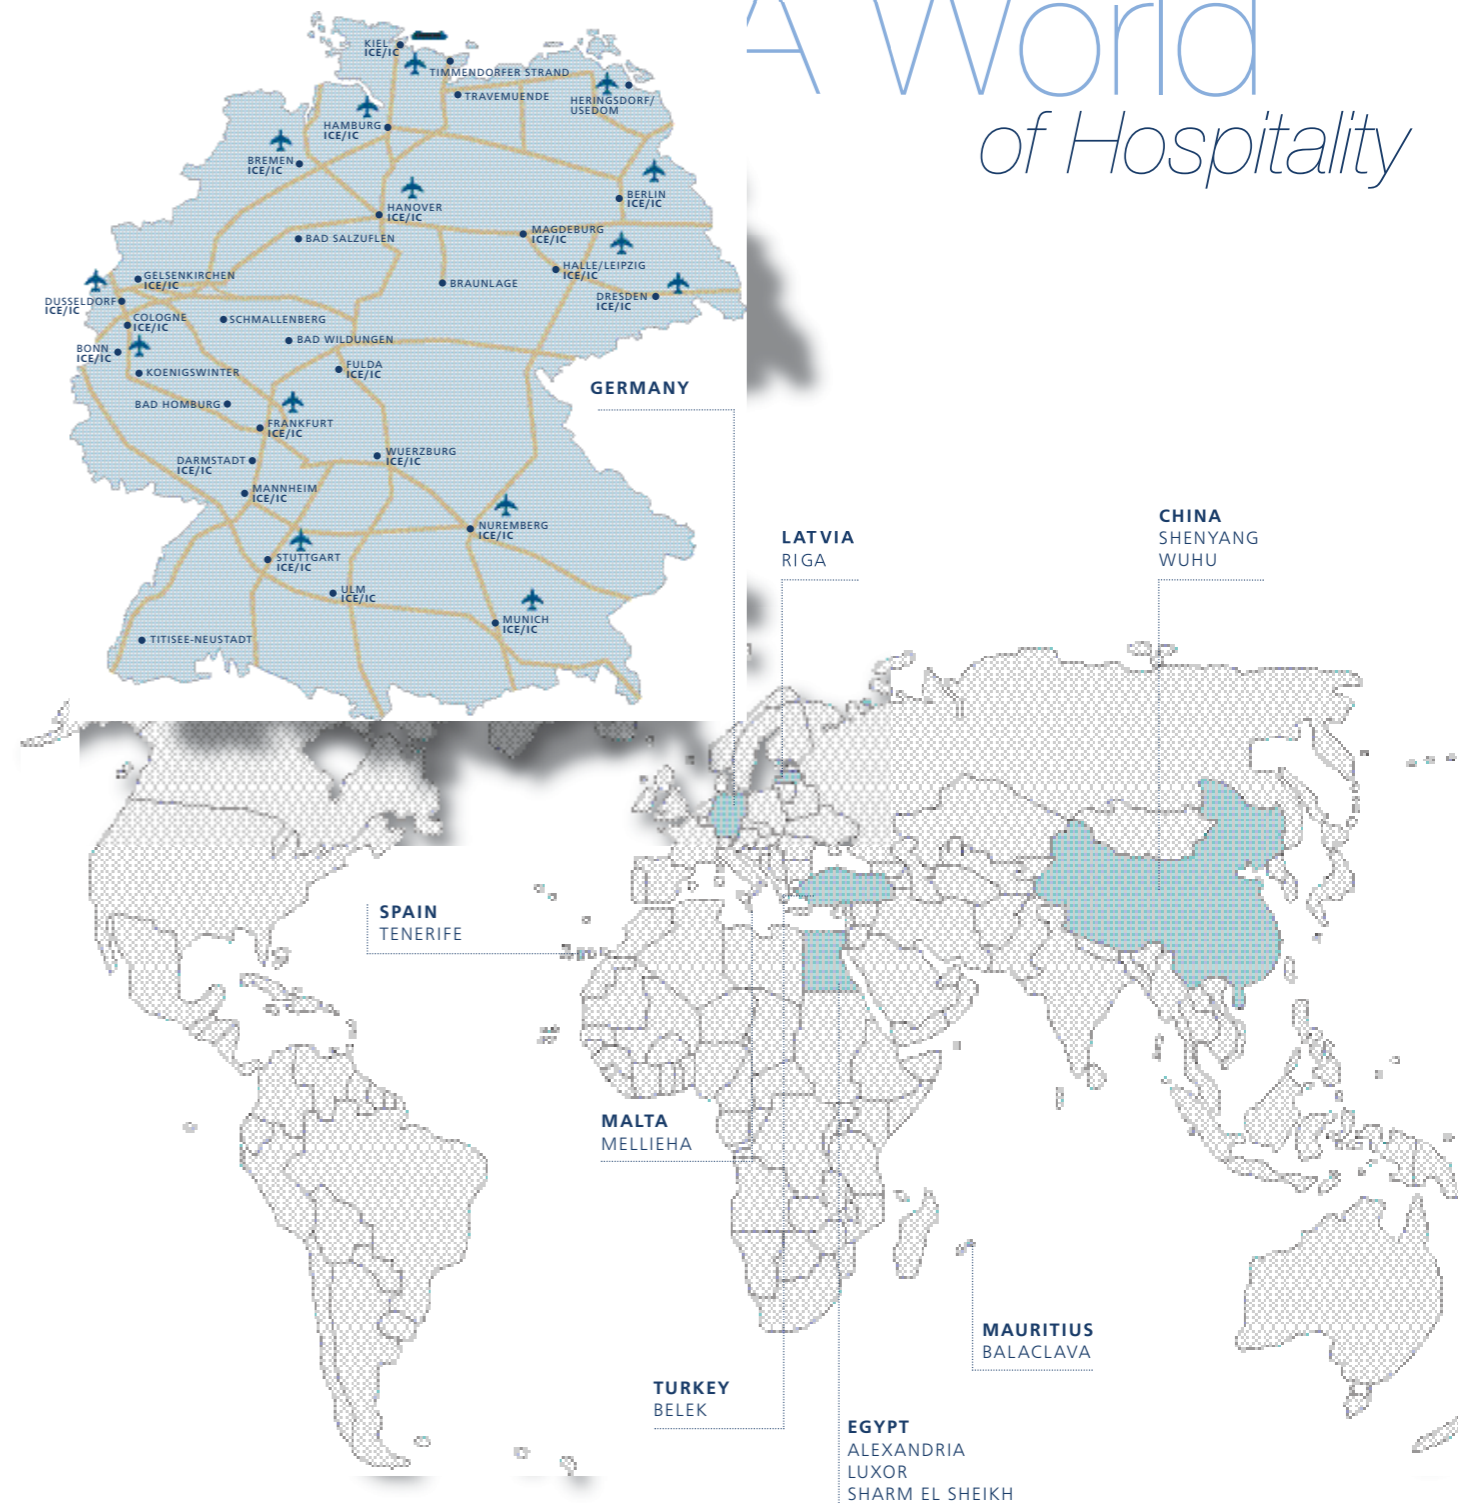 A World
of Hospitality
KIEL
ICE/IC
TIMMENDORFER STRAND
TRAVEMUENDE
HERINGSDORF/
USEDOM
HAMBURG
ICE/IC
BREMEN
ICE/IC
BERLIN
ICE/IC
HANOVER
ICE/IC
MAGDEBURG
ICE/IC
BAD SALZUFLEN
HALLE/LEIPZIG
ICE/IC
GELSENKIRCHEN
ICE/IC
BRAUNLAGE
DRESDEN
ICE/IC
DUSSELDORF
ICE/IC
COLOGNE
ICE/IC
SCHMALLENBERG
BAD WILDUNGEN
BONN
ICE/IC
KOENIGSWINTER
FULDA
ICE/IC
BAD HOMBURG
FRANKFURT
ICE/IC
DARMSTADT
ICE/IC
WUERZBURG
ICE/IC
MANNHEIM
ICE/IC
NUREMBERG
ICE/IC
STUTTGART
ICE/IC
ULM
ICE/IC
MUNICH
ICE/IC
TITISEE-NEUSTADT
GERMANY
LATVIA
RIGA
CHINA
SHENYANG
WUHU
SPAIN
TENERIFE
MALTA
MELLIEHA
MAURITIUS
BALACLAVA
TURKEY
BELEK
EGYPT
ALEXANDRIA
LUXOR
SHARM EL SHEIKH